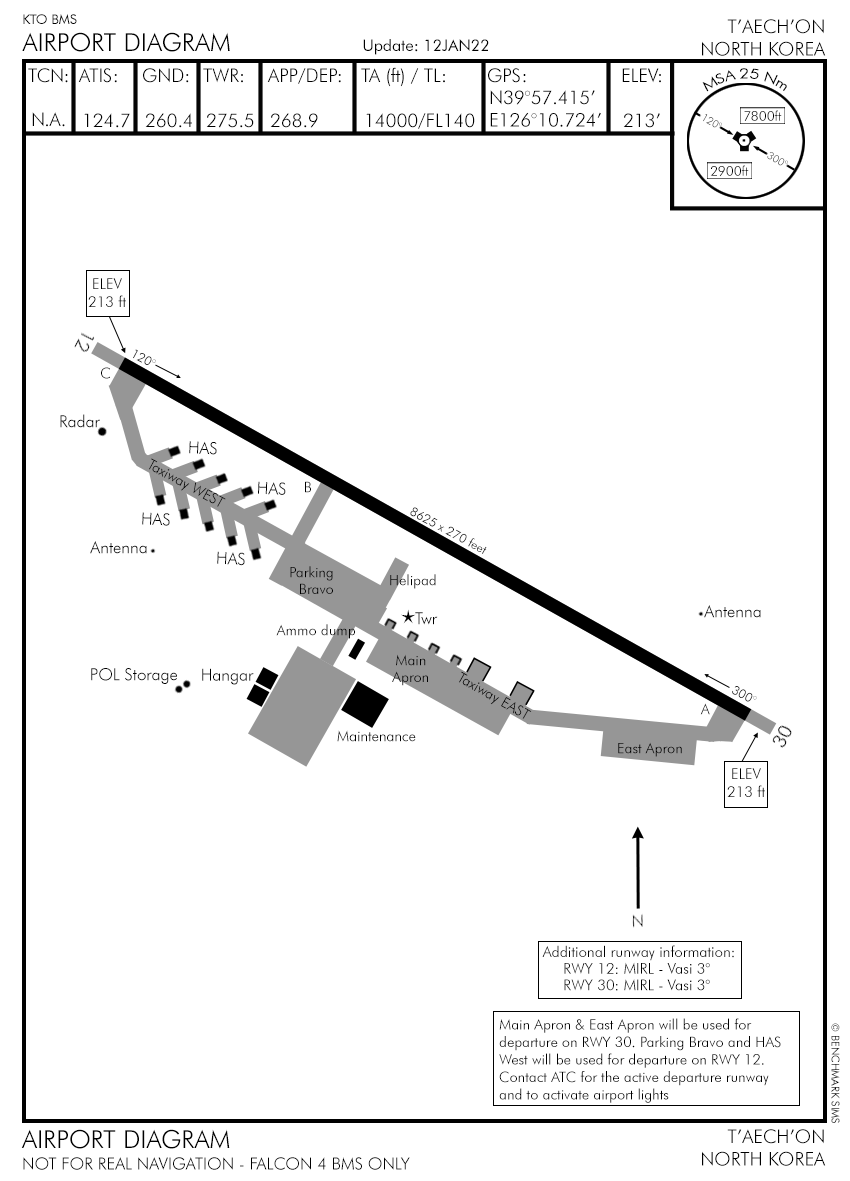 KTO BMS
AIRPORT DIAGRAM
Update: 12JAN22
T'AECH'ON
NORTH KOREA
TCN: ATIS: GND: TWR: APP/DEP: TA (ft) / TL: GPS: ELEV:
N39°57.415'
N.A. 124.7 260.4 275.5 268.9 14000/FL140 E126°10.724' 213'
MSA 25 Nm
7800ft
120°
300°
2900ft
ELEV
213 ft
12
120°
C
Radar
HAS
Taxiway WEST
HAS
B
HAS
8625 x 270 feet
Antenna
HAS
Parking
Bravo
Helipad
Antenna
Twr
Ammo dump
Main
Apron
POL Storage
Hangar
Taxiway EAST
300°
A
30
Maintenance
East Apron
ELEV
213 ft
N
Additional runway information:
RWY 12: MIRL - Vasi 3°
RWY 30: MIRL - Vasi 3°
Main Apron & East Apron will be used for
departure on RWY 30. Parking Bravo and HAS
West will be used for departure on RWY 12.
Contact ATC for the active departure runway
and to activate airport lights
© BENCHMARK SIMS
AIRPORT DIAGRAM
NOT FOR REAL NAVIGATION - FALCON 4 BMS ONLY
T'AECH'ON
NORTH KOREA